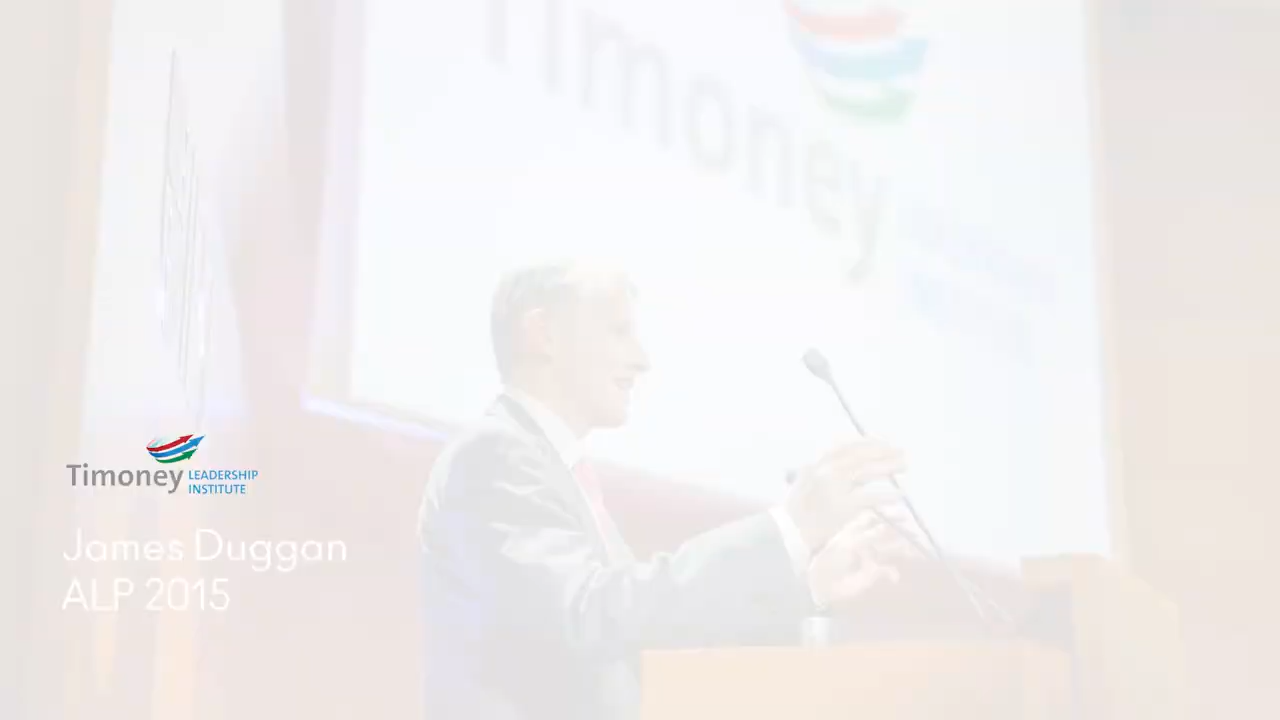 Timoney
Timoney LEADERSHIP
INSTITUTE
James Duggan
ALP 2015